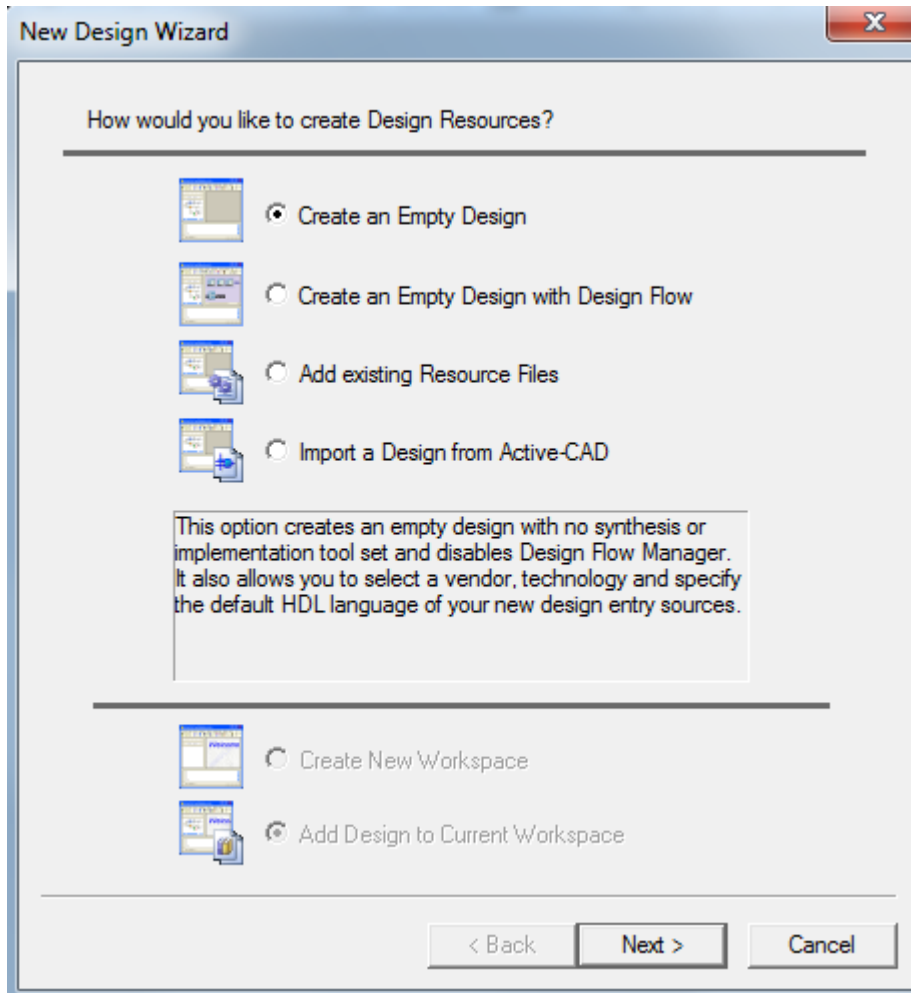 New Design Wizard
How would you like to create Design Resources?
Create an Empty Design
Create an Empty Design with Design Flow
Add existing Resource Files
Import a Design from Active-CAD
This option creates an empty design with no synthesis or
implementation tool set and disables Design Flow Manager.
It also allows you to select a vendor, technology and specify
the default HDL language of your new design entry sources.
Create New Workspace
Add Design to Current Workspace
< Back Next > Cancel